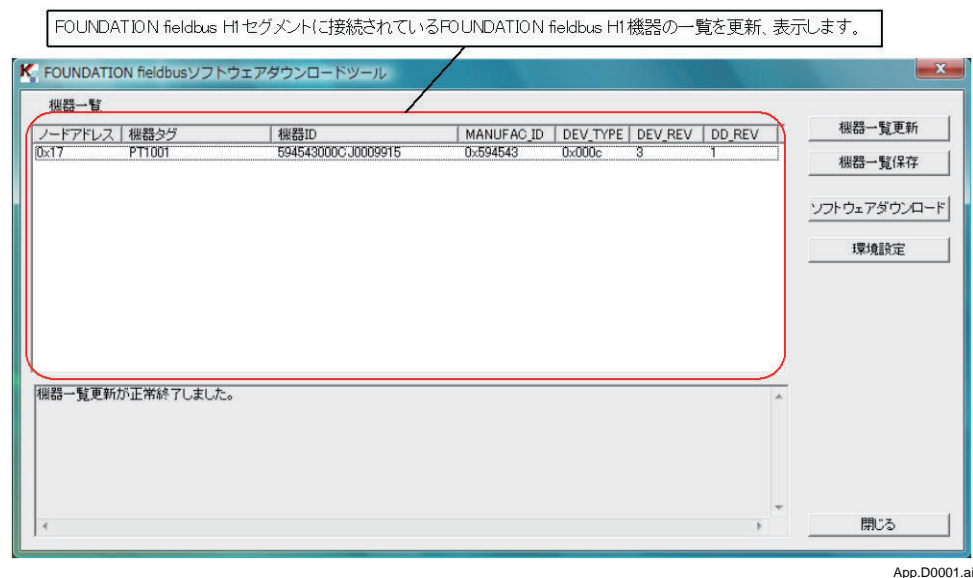 FOUNDATION fieldbus H1セグメントに接続されているFOUNDATION fieldbus H1機器の一覧を更新、表示します。
FOUNDATION fieldbusソフトウェアダウンロードツール
機器一覧
ノードアドレス 機器タグ 機器ID MANUFAC_ID DEV_TYPE DEV_REV DD_REV
0x17 PT1001 594543000CJ0009915 0x594543 0x000c 3 1
機器一覧更新
機器一覧保存
ソフトウェアダウンロード
環境設定
機器一覧更新が正常終了しました。
閉じる
App.D0001.ai